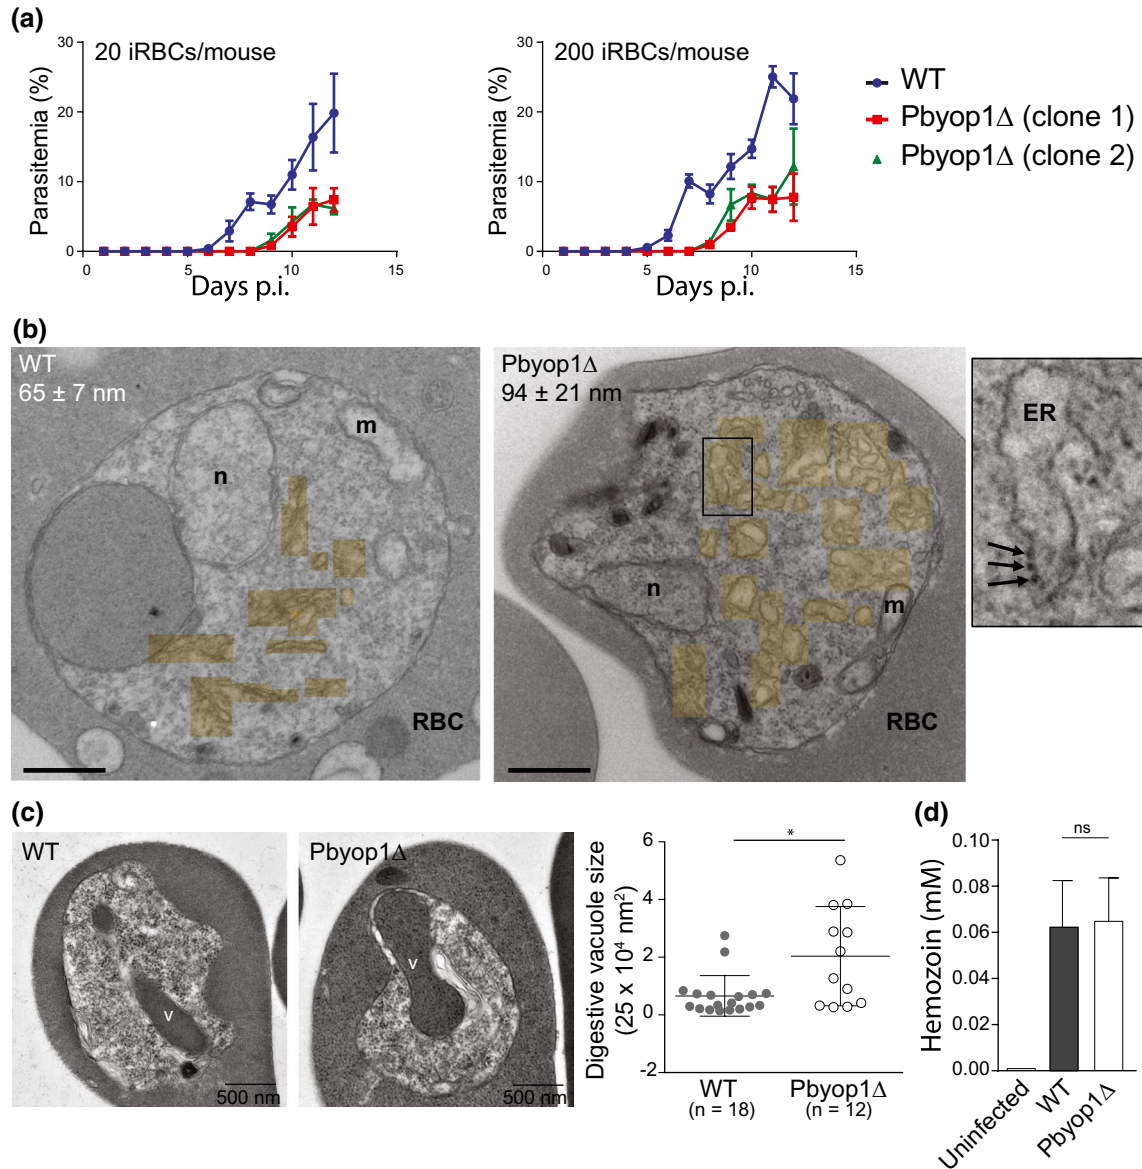 (a)
20 iRBCs/mouse
Parasitemia (%)
30
20
10
0
0
5
10
15
Days p.i.
200 iRBCs/mouse
Parasitemia (%)
30
20
10
0
0
5
10
15
Days p.i.
WT
Pbyop1Δ (clone 1)
Pbyop1Δ (clone 2)
(b)
WT
65 ± 7 nm
m
n
RBC
Pbyop1Δ
94 ± 21 nm
n
m
RBC
ER
(c)
WT
v
500 nm
Pbyop1Δ
v
500 nm
Digestive vacuole size
(25 x 10⁴ nm²)
6
4
2
0
-2
*
WT
(n = 18)
Pbyop1Δ
(n = 12)
(d)
Hemozoin (mM)
0.10
0.08
0.06
0.04
0.02
0.00
ns
Uninfected
WT
Pbyop1Δ